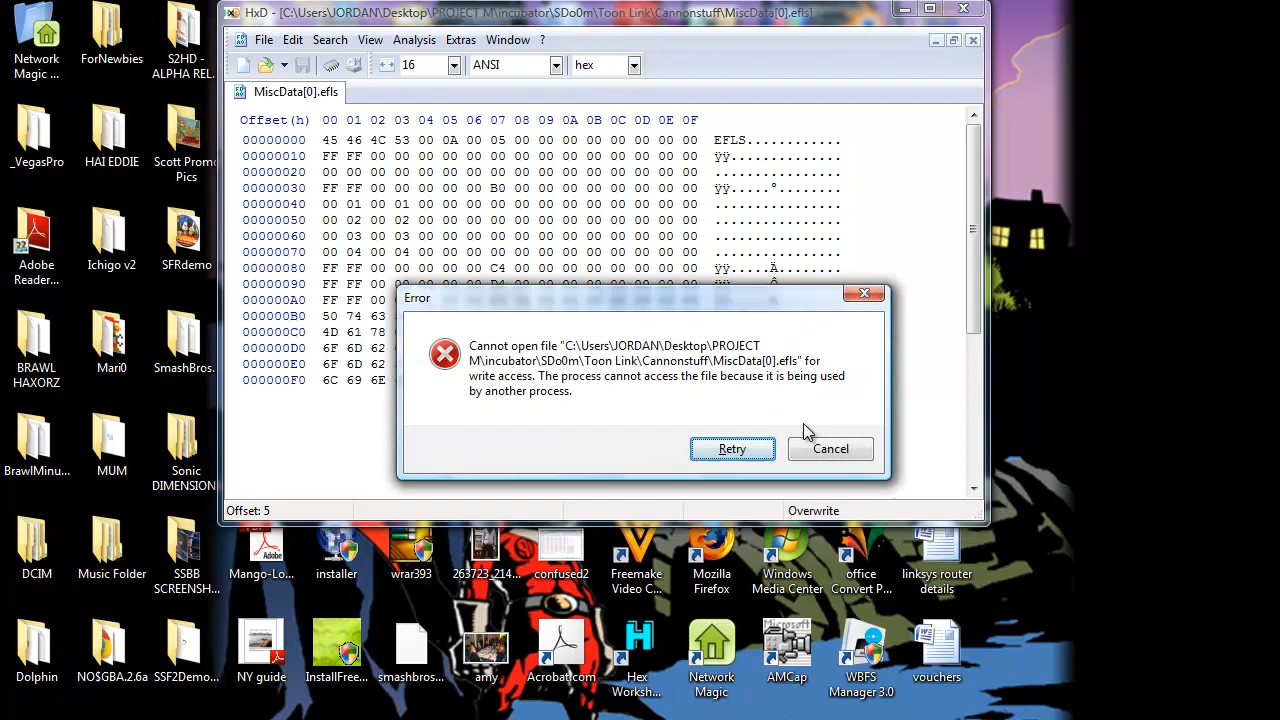 HxD - [C:\Users\JORDAN\Desktop\PROJECT M\incubator\SDo0m\Toon Link\Cannonstuff\MiscData[0].efls]
File Edit Search View Analysis Extras Window ?
16 ANSI hex
MiscData[0].efls
Offset(h) 00 01 02 03 04 05 06 07 08 09 0A 0B 0C 0D 0E 0F
00000000 45 46 4C 53 00 0A 00 05 00 00 00 00 00 00 00 00 EFLS............
00000010 FF FF 00 00 00 00 00 00 00 00 00 00 00 00 00 00 ÿÿ..............
00000020 00 00 00 00 00 00 00 00 00 00 00 00 00 00 00 00 ................
00000030 FF FF 00 00 00 00 00 B0 00 00 00 00 00 00 00 00 ÿÿ.....°........
00000040 00 01 00 01 00 00 00 00 00 00 00 00 00 00 00 00 ................
00000050 00 02 00 02 00 00 00 00 00 00 00 00 00 00 00 00 ................
00000060 00 03 00 03 00 00 00 00 00 00 00 00 00 00 00 00 ................
00000070 00 04 00 04 00 00 00 00 00 00 00 00 00 00 00 00 ................
00000080 FF FF 00 00 00 00 00 C4 00 00 00 00 00 00 00 00 ÿÿ.....Ä........
00000090 FF FF 00 00 00 00 00 D4 00 00 00 00 00 00 00 00 ÿÿ.....Ô........
000000A0 FF FF
000000B0 50 74 63
000000C0 4D 61 78
000000D0 6F 6D 62
000000E0 6F 6D 62
000000F0 6C 69 6E
Error
Cannot open file "C:\Users\JORDAN\Desktop\PROJECT
M\incubator\SDo0m\Toon Link\Cannonstuff\MiscData[0].efls" for
write access. The process cannot access the file because it is being used
by another process.
Retry Cancel
Offset: 5 Overwrite
Network
Magic ...
ForNewbies
S2HD -
ALPHA REL...
_VegasPro
HAI EDDIE
Scott Promo
Pics
Adobe
Reader...
Ichigo v2
SFRdemo
BRAWL
HAXORZ
Mari0
SmashBros...
BrawlMinu...
MUM
Sonic
DIMENSION...
DCIM
Music Folder
SSBB
SCREENSH...
Mango-Lo...
installer
wrar393
263723_214...
confused2
Freemake
Video C...
Mozilla
Firefox
Windows
Media Center
office
Convert P...
linksys router
details
Dolphin
NO$GBA.2.6a
SSF2Demo...
NY guide
InstallFree...
smashbros...
amy
Acrobat.com
Hex
Worksh...
Network
Magic
AMCap
WBFS
Manager 3.0
vouchers